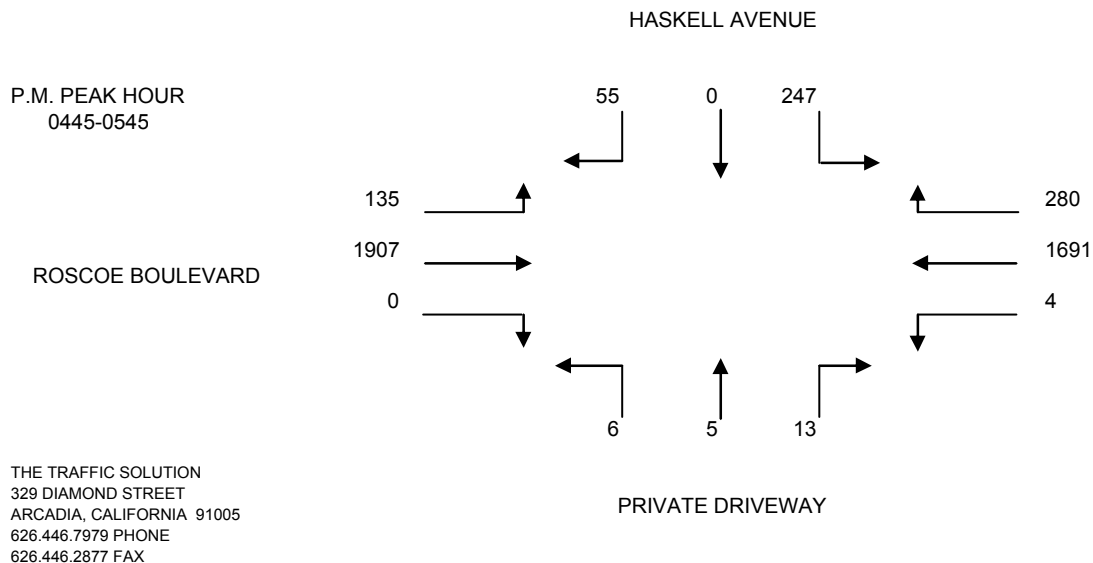 HASKELL AVENUE
P.M. PEAK HOUR
0445-0545
55 0 247
135 280
1907 1691
ROSCOE BOULEVARD
0 4
6 5 13
THE TRAFFIC SOLUTION
329 DIAMOND STREET
ARCADIA, CALIFORNIA 91005
626.446.7979 PHONE
626.446.2877 FAX
PRIVATE DRIVEWAY